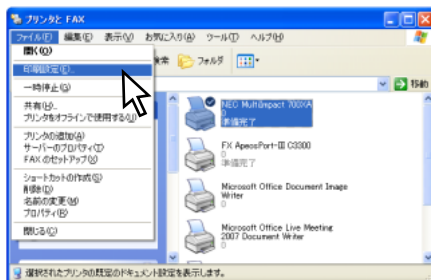 プリンタと FAX
ファイル(F) 編集(E) 表示(V) お気に入り(A) ツール(T) ヘルプ(H)
開く(O)
印刷設定(E)...
一時停止(G)
共有(H)...
プリンタをオフラインで使用する(U)
プリンタの追加(A)
サーバーのプロパティ(T)
FAX のセットアップ(X)
ショートカットの作成(S)
削除(D)
名前の変更(M)
プロパティ(R)
閉じる(C)
検索 フォルダ
移動
NEC MultiImpact 700XA
0
準備完了
FX ApeosPort-III C3300
0
準備完了
Microsoft Office Document Image
Writer
0
Microsoft Office Live Meeting
2007 Document Writer
0
選択されたプリンタの既定のドキュメント設定を表示します。